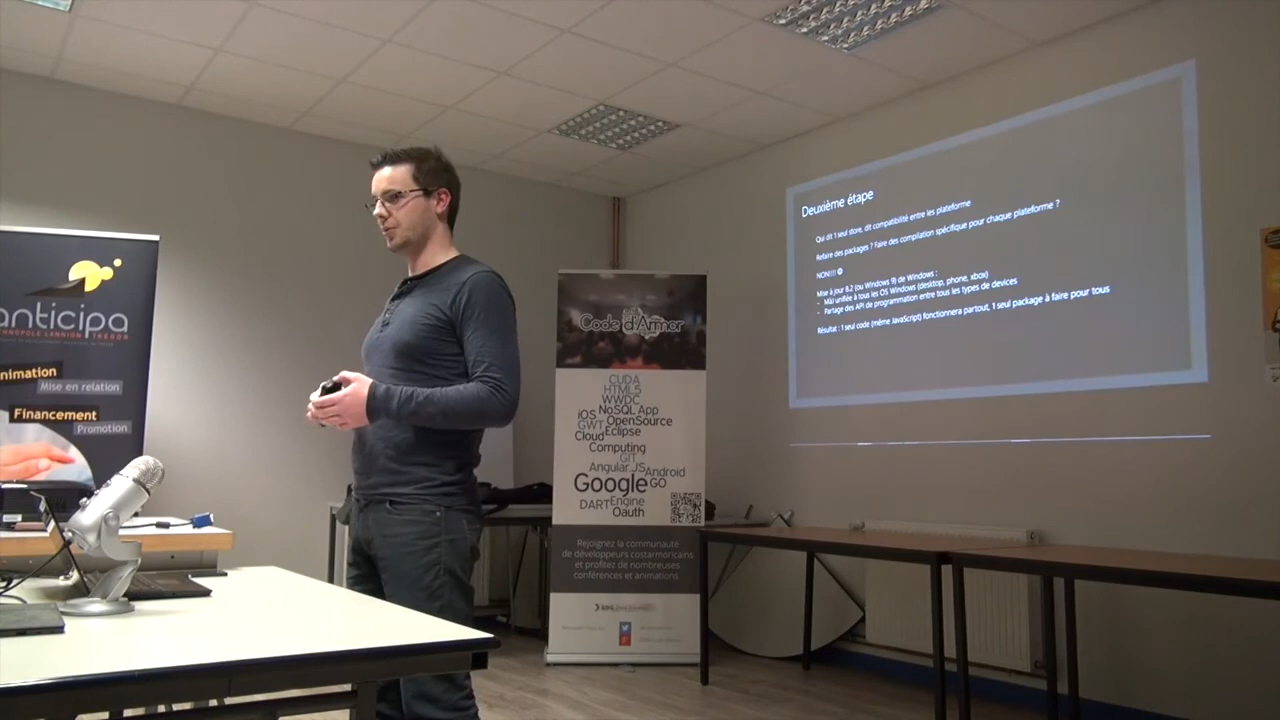 anticipa
TECHNOPOLE LANNION TREGOR
Animation
Mise en relation
Financement
Promotion
Code d'Armor
CUDA
HTML5
WWDC
NoSQL App
iOS
OpenSource
GWT
Eclipse
Cloud
Computing
GIT
Angular.JS
Android
Google
GO
DART
Engine
Oauth
Rejoignez la communauté
de développeurs costarmoricains
et profitez de nombreuses
conférences et animations
Deuxième étape
Qui dit 1 seul store, dit compatibilité entre les plateforme
Refaire des packages ? Faire des compilation spécifique pour chaque plateforme ?
NON!!!! ☺
Mise à jour 8.2 (ou Windows 9) de Windows :
- MàJ unifiée à tous les OS Windows (desktop, phone, xbox)
- Partage des API de programmation entre tous les types de devices
Résultat : 1 seul code (même JavaScript) fonctionnera partout, 1 seul package à faire pour tous